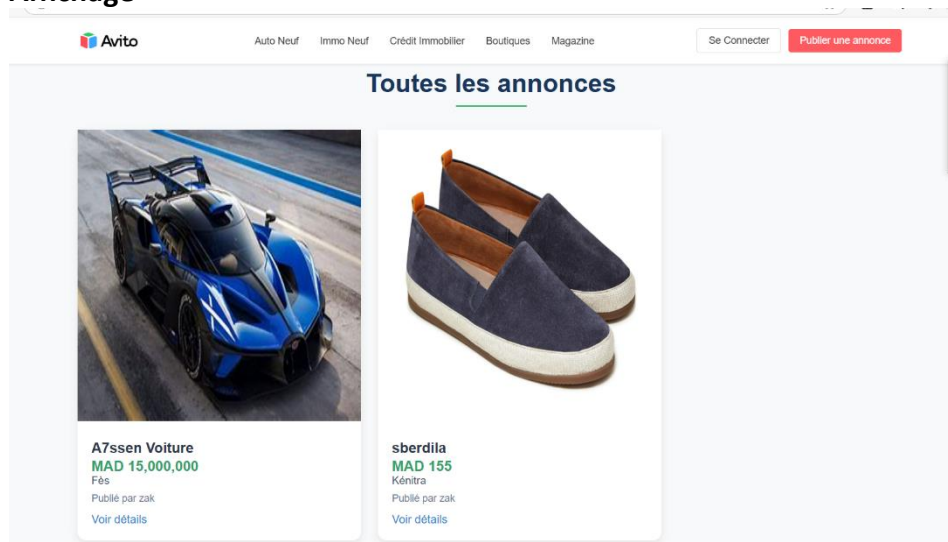 Affichage
Avito
Auto Neuf Immo Neuf Crédit Immobilier Boutiques Magazine
Se Connecter Publier une annonce
Toutes les annonces
A7ssen Voiture
MAD 15,000,000
Fès
Publié par zak
Voir détails
sberdila
MAD 155
Kénitra
Publié par zak
Voir détails